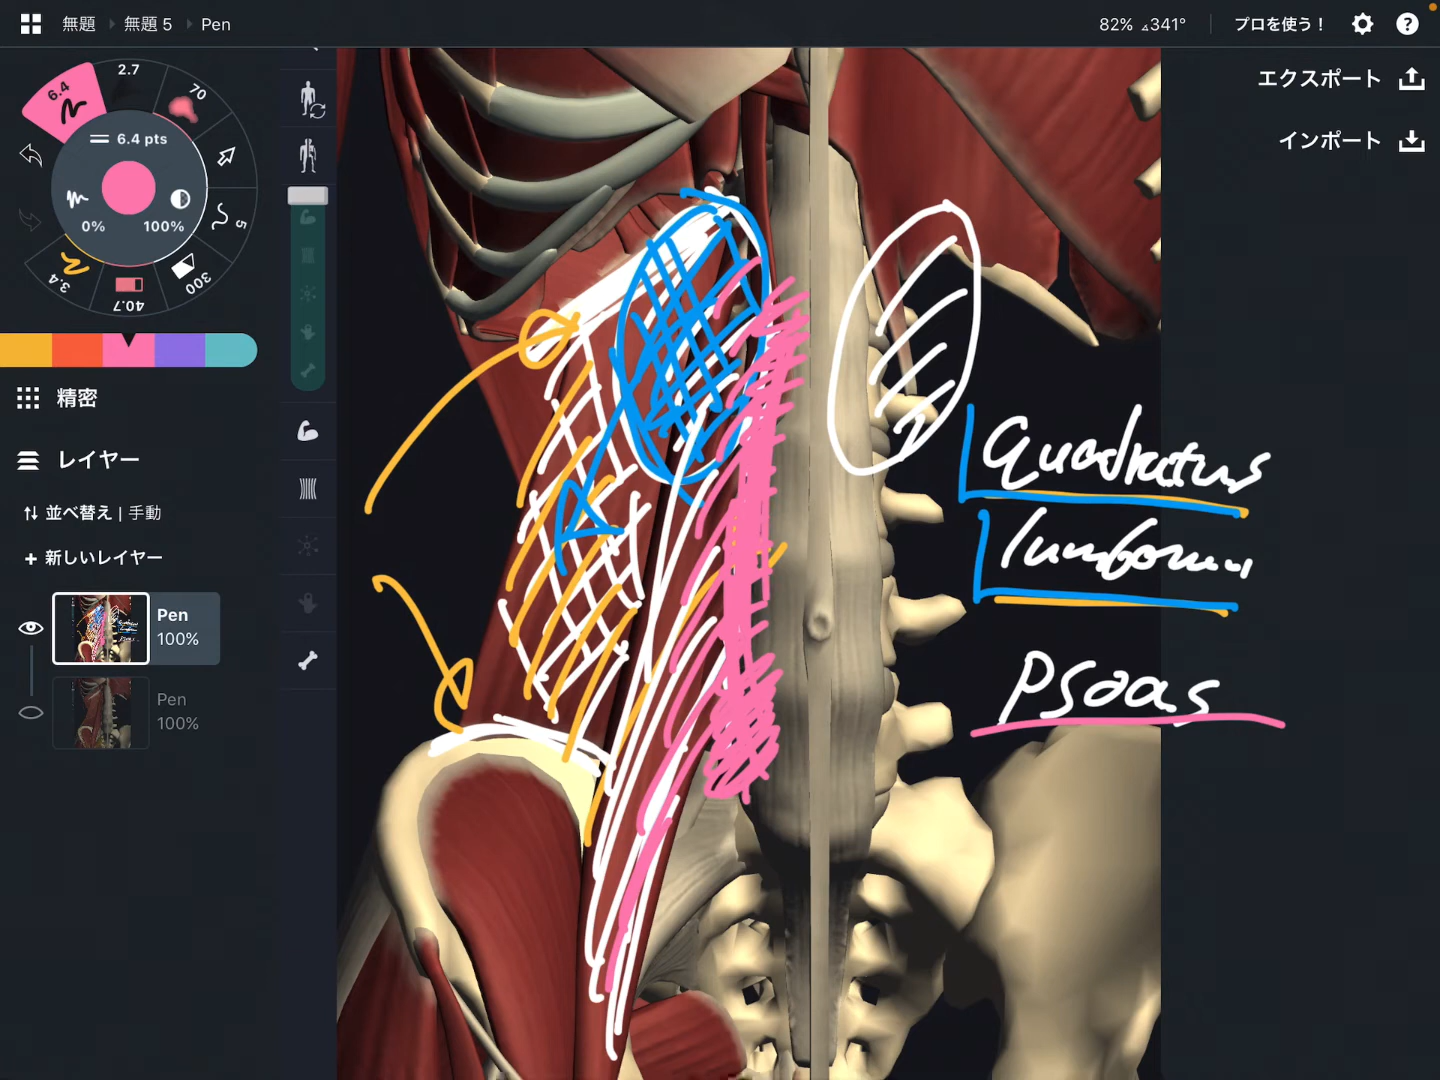 無題 無題 5 Pen
82% ⊿341°
プロを使う！
エクスポート
インポート
6.4
2.7
70
6.4 pts
0% 100%
5
3.4
40.7
300
精密
レイヤー
並べ替え | 手動
+ 新しいレイヤー
Pen
100%
Pen
100%
Quadratus
lumborum
Psoas